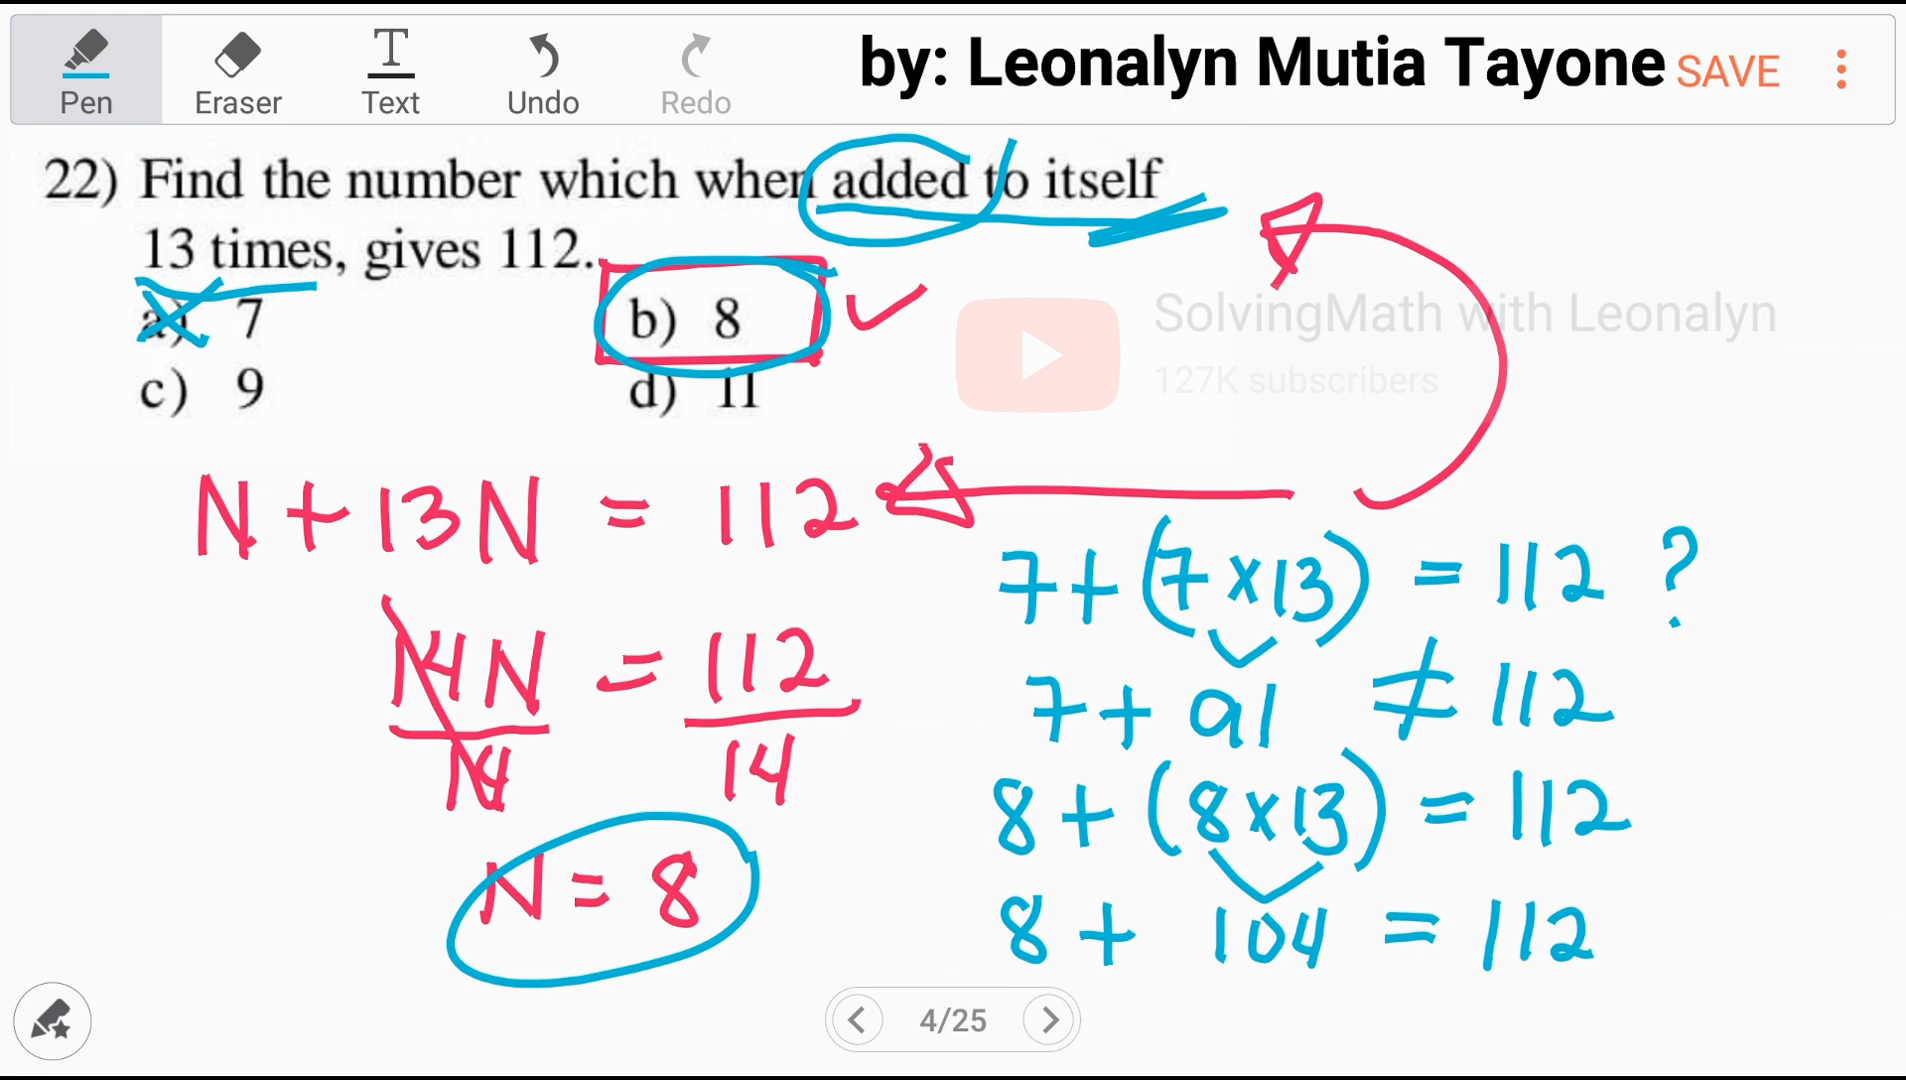 Pen
Eraser
Text
Undo
Redo
by: Leonalyn Mutia Tayone
SAVE
22) Find the number which when added to itself
13 times, gives 112.
a) 7
b) 8
c) 9
d) 11
SolvingMath with Leonalyn
127K subscribers
N + 13N = 112
14N = 112
14 14
N = 8
7 + (7 × 13) = 112 ?
7 + 91 ≠ 112
8 + (8 × 13) = 112
8 + 104 = 112
4/25